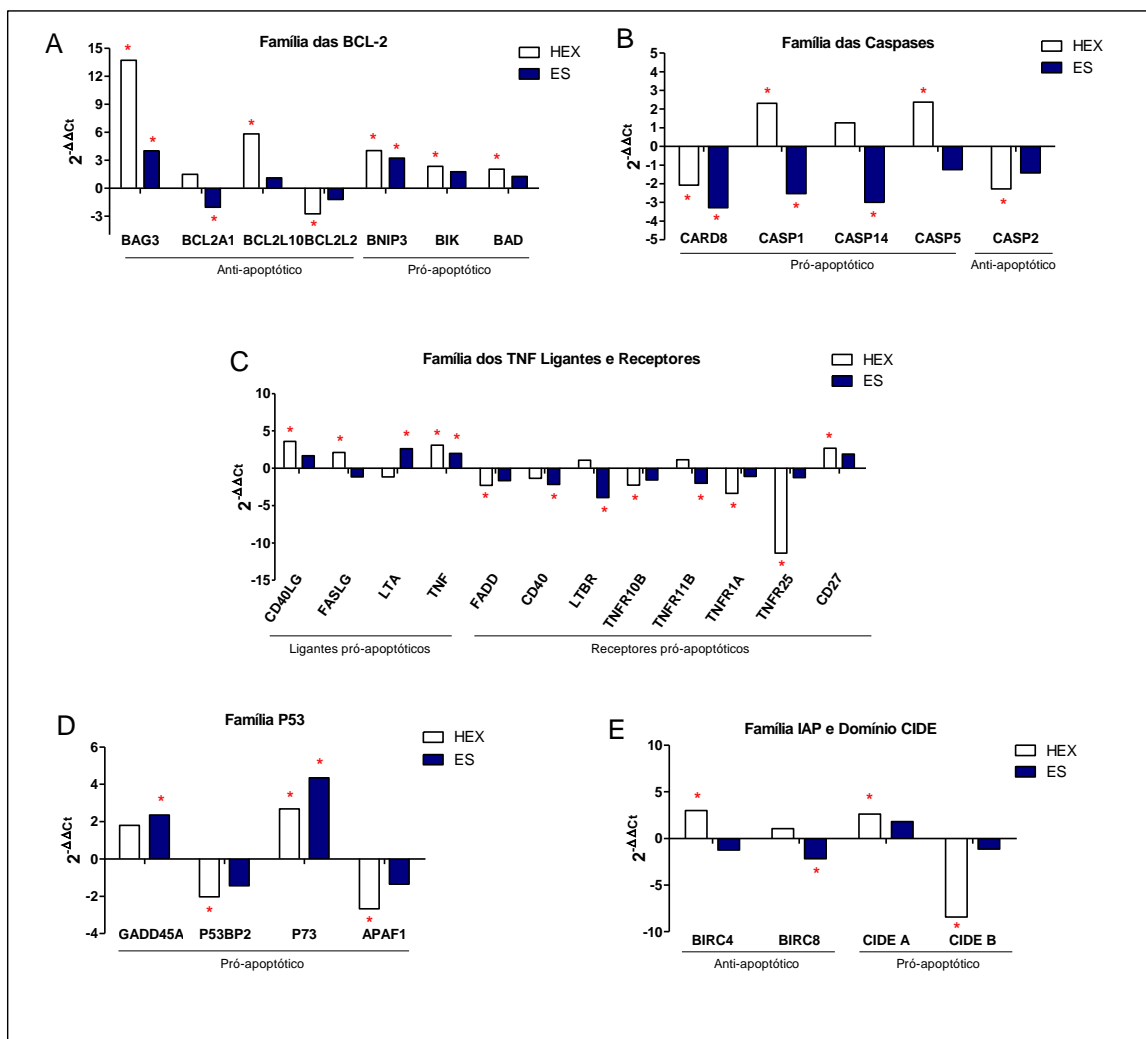 A
Família das BCL-2
HEX
ES
2^-ΔΔCt
15
12
9
6
3
0
-3
* * * * * * * * *
BAG3 BCL2A1 BCL2L10 BCL2L2 BNIP3 BIK BAD
Anti-apoptótico Pró-apoptótico
B
Família das Caspases
HEX
ES
2^-ΔΔCt
5
4
3
2
1
0
-1
-2
-3
-4
-5
* * * * * * *
CARD8 CASP1 CASP14 CASP5 CASP2
Pró-apoptótico Anti-apoptótico
C
Família dos TNF Ligantes e Receptores
HEX
ES
2^-ΔΔCt
10
5
0
-5
-10
-15
* * * * * * * * * * * * *
CD40LG FASLG LTA TNF FADD CD40 LTBR TNFR10B TNFR11B TNFR1A TNFR25 CD27
Ligantes pró-apoptóticos Receptores pró-apoptóticos
D
Família P53
HEX
ES
2^-ΔΔCt
6
4
2
0
-2
-4
* * * * *
GADD45A P53BP2 P73 APAF1
Pró-apoptótico
E
Família IAP e Domínio CIDE
HEX
ES
2^-ΔΔCt
10
5
0
-5
-10
* * * *
BIRC4 BIRC8 CIDE A CIDE B
Anti-apoptótico Pró-apoptótico